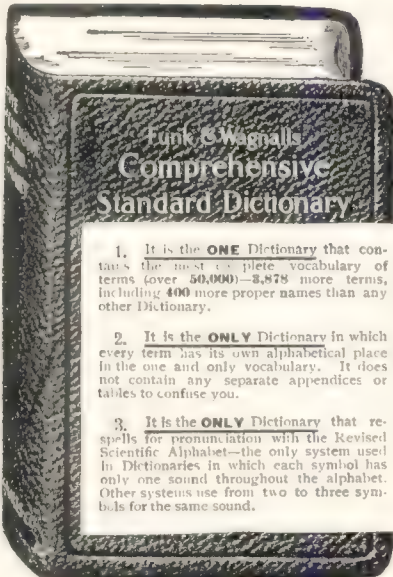 Funk & Wagnalls
Comprehensive
Standard Dictionary
1. It is the ONE Dictionary that con-
tains the most complete vocabulary of
terms (over 50,000)—3,878 more terms,
including 400 more proper names than any
other Dictionary.
2. It is the ONLY Dictionary in which
every term has its own alphabetical place
in the one and only vocabulary. It does
not contain any separate appendices or
tables to confuse you.
3. It is the ONLY Dictionary that re-
spells for pronunciation with the Revised
Scientific Alphabet—the only system used
in Dictionaries in which each symbol has
only one sound throughout the alphabet.
Other systems use from two to three sym-
bols for the same sound.